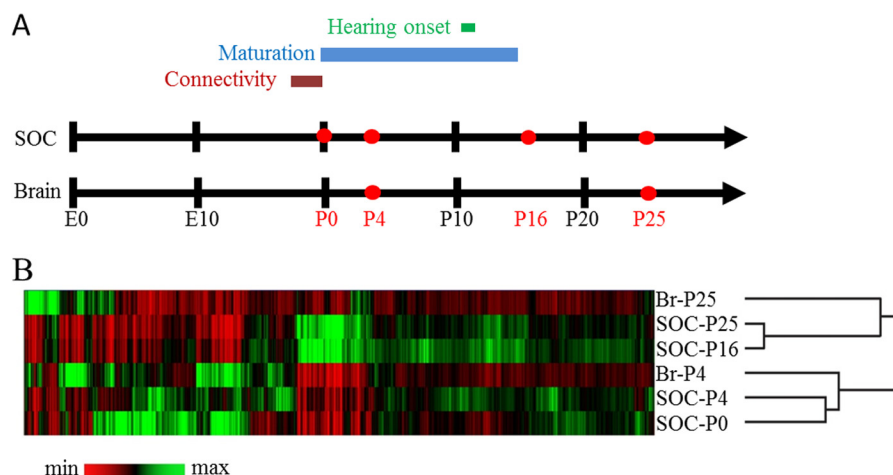 A
Hearing onset
Maturation
Connectivity
SOC
Brain
E0 E10 P0 P4 P10 P16 P20 P25
B
Br-P25
SOC-P25
SOC-P16
Br-P4
SOC-P4
SOC-P0
min max